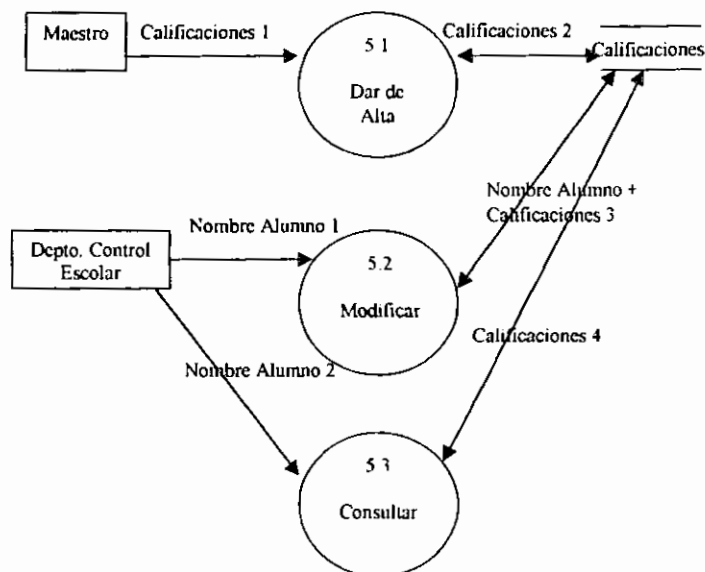 Maestro
Calificaciones 1
5.1
Dar de
Alta
Calificaciones 2
Calificaciones
Nombre Alumno +
Calificaciones 3
Nombre Alumno 1
Depto. Control
Escolar
5.2
Modificar
Calificaciones 4
Nombre Alumno 2
5.3
Consultar